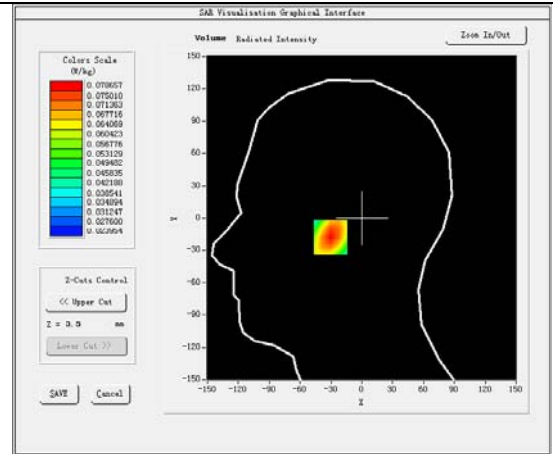 SAR Visualisation Graphical Interface
Volume Radiated Intensity
Zoom In/Out
Colors Scale
(W/kg)
0.078657
0.075010
0.071363
0.067716
0.064069
0.060423
0.056776
0.053129
0.049482
0.045835
0.042188
0.038541
0.034894
0.031247
0.027600
0.023954
150
120
90
60
30
0
-30
-60
-90
-120
-150
Y
-150 -120 -90 -60 -30 0 30 60 90 120 150
X
Z-Cuts Control
<< Upper Cut
Z = 3.5 mm
Lower Cut >>
SAVE Cancel